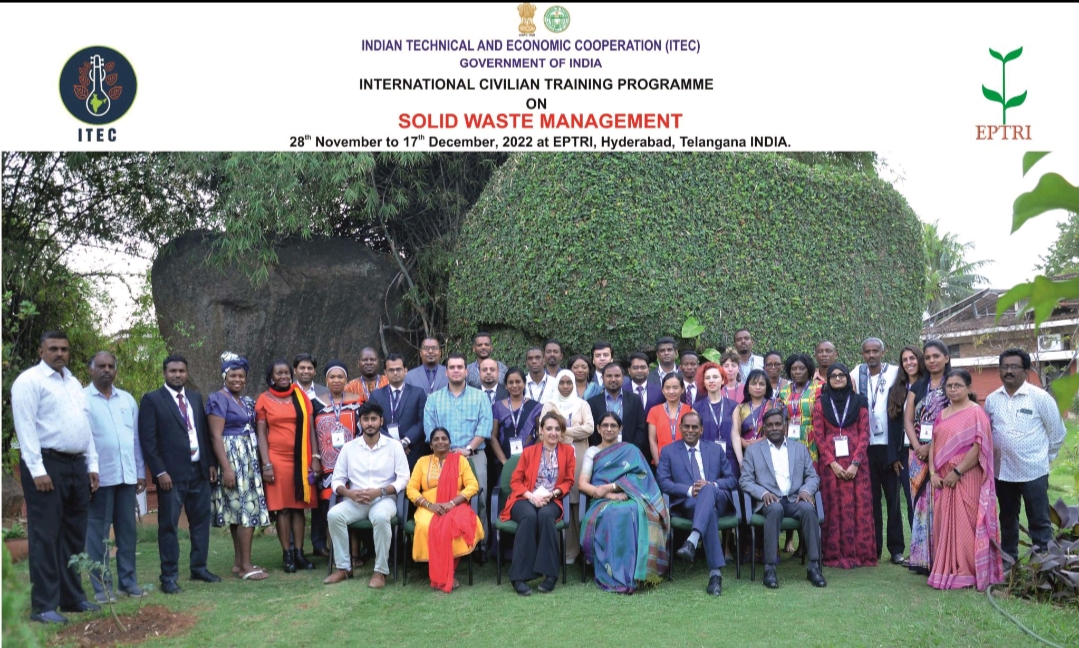 INDIAN TECHNICAL AND ECONOMIC COOPERATION (ITEC)
GOVERNMENT OF INDIA
INTERNATIONAL CIVILIAN TRAINING PROGRAMME
ON
SOLID WASTE MANAGEMENT
28th November to 17th December, 2022 at EPTRI, Hyderabad, Telangana INDIA.
ITEC
EPTRI